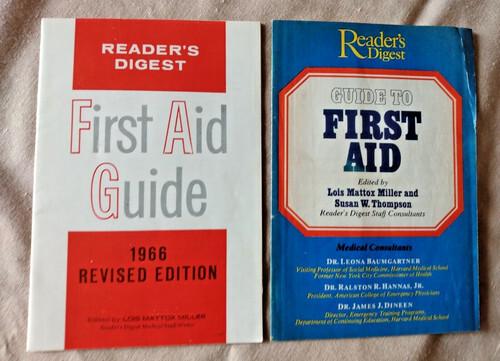 READER'S
DIGEST
First Aid
Guide
1966
REVISED EDITION
Edited by LOIS MATTOX MILLER
Reader's Digest Medical Staff Writer
Reader's
Digest
GUIDE TO
FIRST
AID
Edited by
Lois Mattox Miller and
Susan W. Thompson
Reader's Digest Staff Consultants
Medical Consultants
DR. LEONA BAUMGARTNER
Visiting Professor of Social Medicine, Harvard Medical School
Former New York City Commissioner of Health
DR. RALSTON R. HANNAS, JR.
President, American College of Emergency Physicians
DR. JAMES J. DINEEN
Director, Emergency Training Programs,
Department of Continuing Education, Harvard Medical School